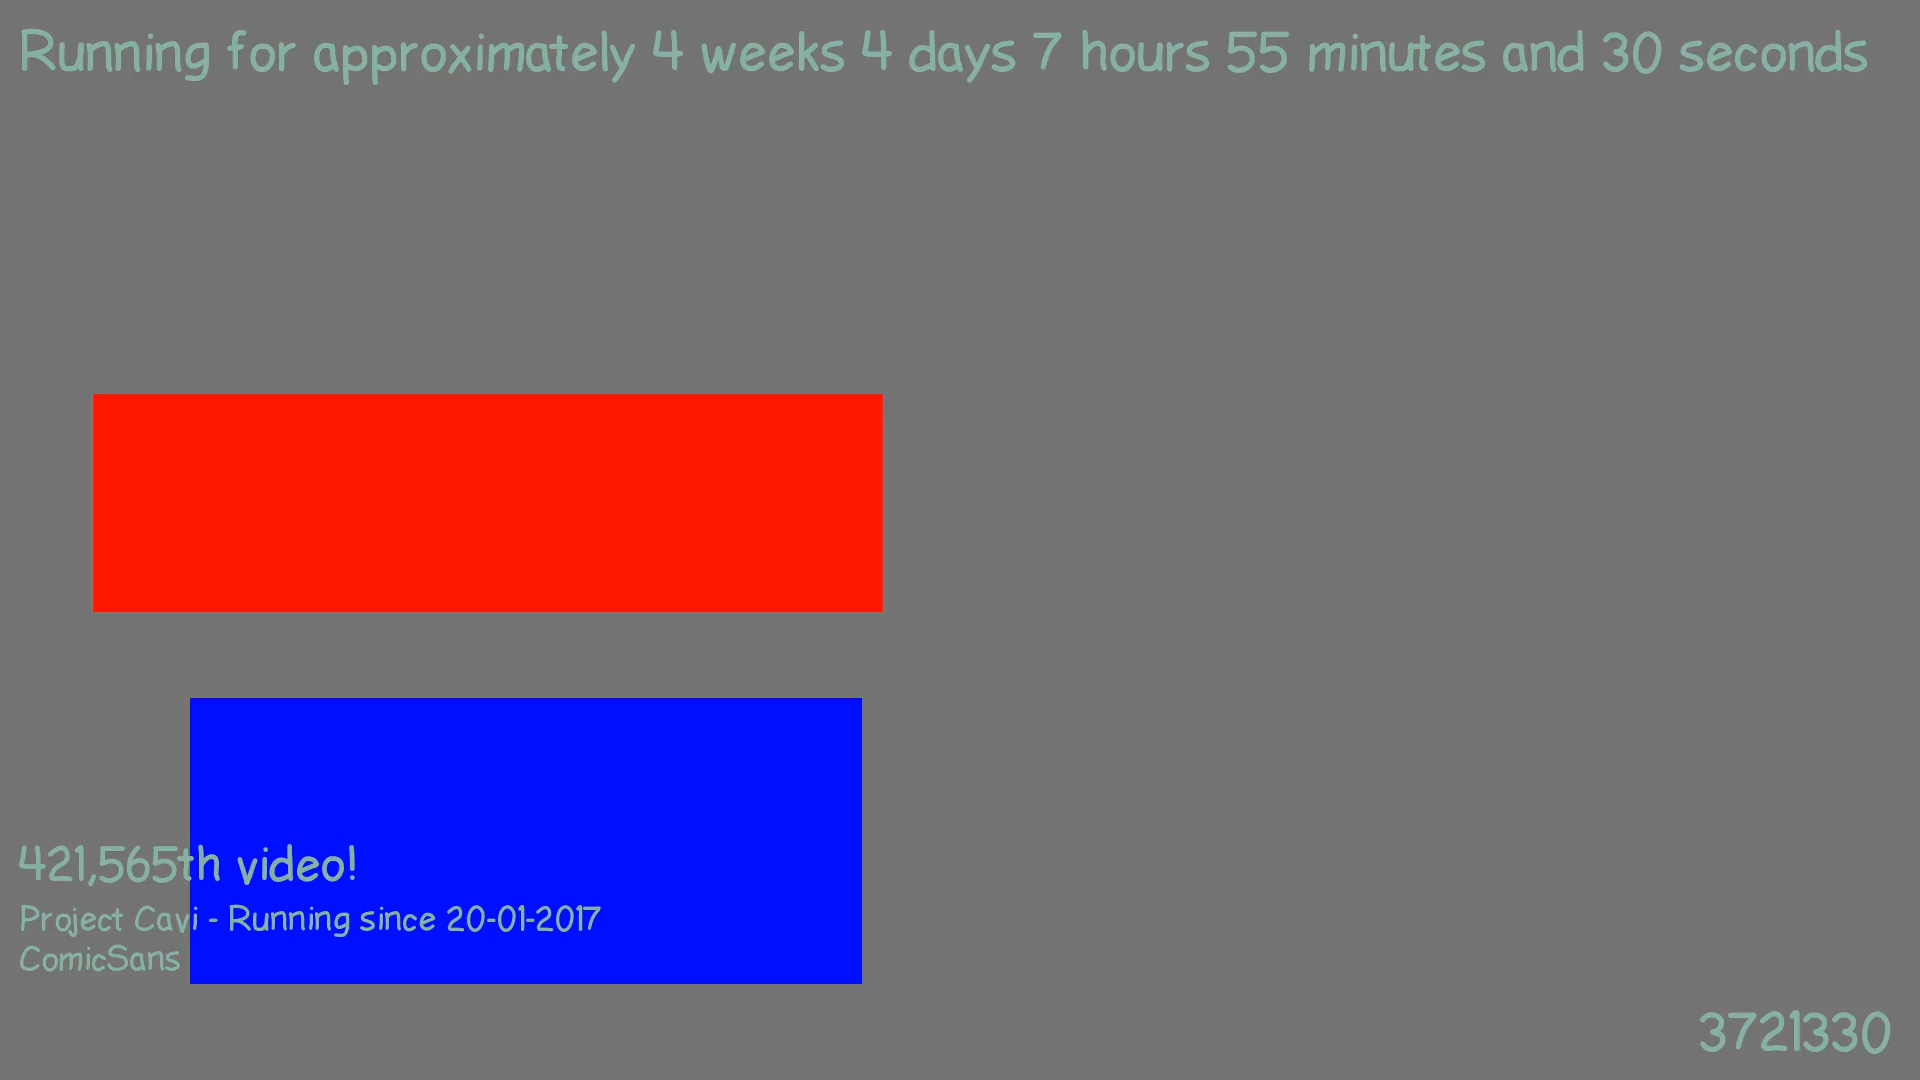 Running for approximately 4 weeks 4 days 7 hours 55 minutes and 30 seconds
421,565th video!
Project Cavi - Running since 20-01-2017
ComicSans
3721330